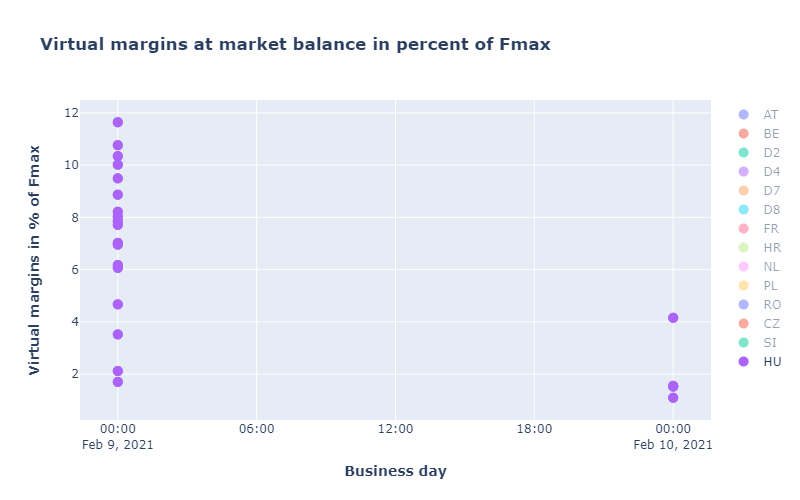 Virtual margins at market balance in percent of Fmax
Virtual margins in % of Fmax
12
10
8
6
4
2
00:00
Feb 9, 2021
06:00
12:00
18:00
00:00
Feb 10, 2021
Business day
AT
BE
D2
D4
D7
D8
FR
HR
NL
PL
RO
CZ
SI
HU